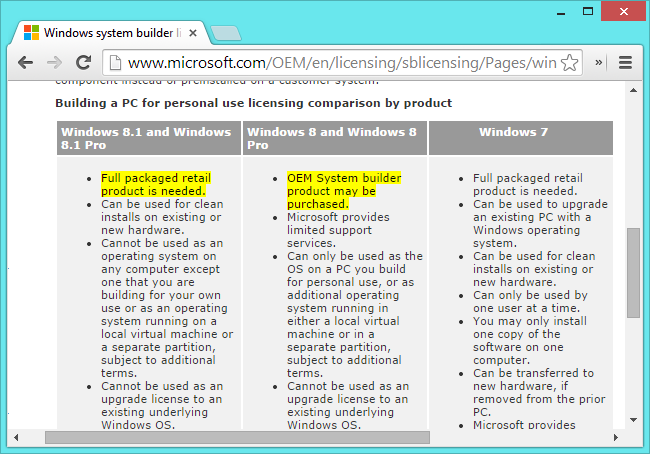 Windows system builder li
www.microsoft.com/OEM/en/licensing/sblicensing/Pages/win
component instead of preinstalled on a customer system.
Building a PC for personal use licensing comparison by product
Windows 8.1 and Windows
8.1 Pro
Full packaged retail
product is needed.
Can be used for clean
installs on existing or
new hardware.
Cannot be used as an
operating system on
any computer except
one that you are
building for your own
use or as an operating
system running on a
local virtual machine or
a separate partition,
subject to additional
terms.
Cannot be used as an
upgrade license to an
existing underlying
Windows OS.
Windows 8 and Windows 8
Pro
OEM System builder
product may be
purchased.
Microsoft provides
limited support
services.
Can only be used as the
OS on a PC you build
for personal use, or as
additional operating
system running in
either a local virtual
machine or in a
separate partition,
subject to additional
terms.
Cannot be used as an
upgrade license to an
existing underlying
Windows OS.
Windows 7
Full packaged retail
product is needed.
Can be used to upgrade
an existing PC with a
Windows operating
system.
Can be used for clean
installs on existing or
new hardware.
Can only be used by
one user at a time.
You may only install
one copy of the
software on one
computer.
Can be transferred to
new hardware, if
removed from the prior
PC.
Microsoft provides